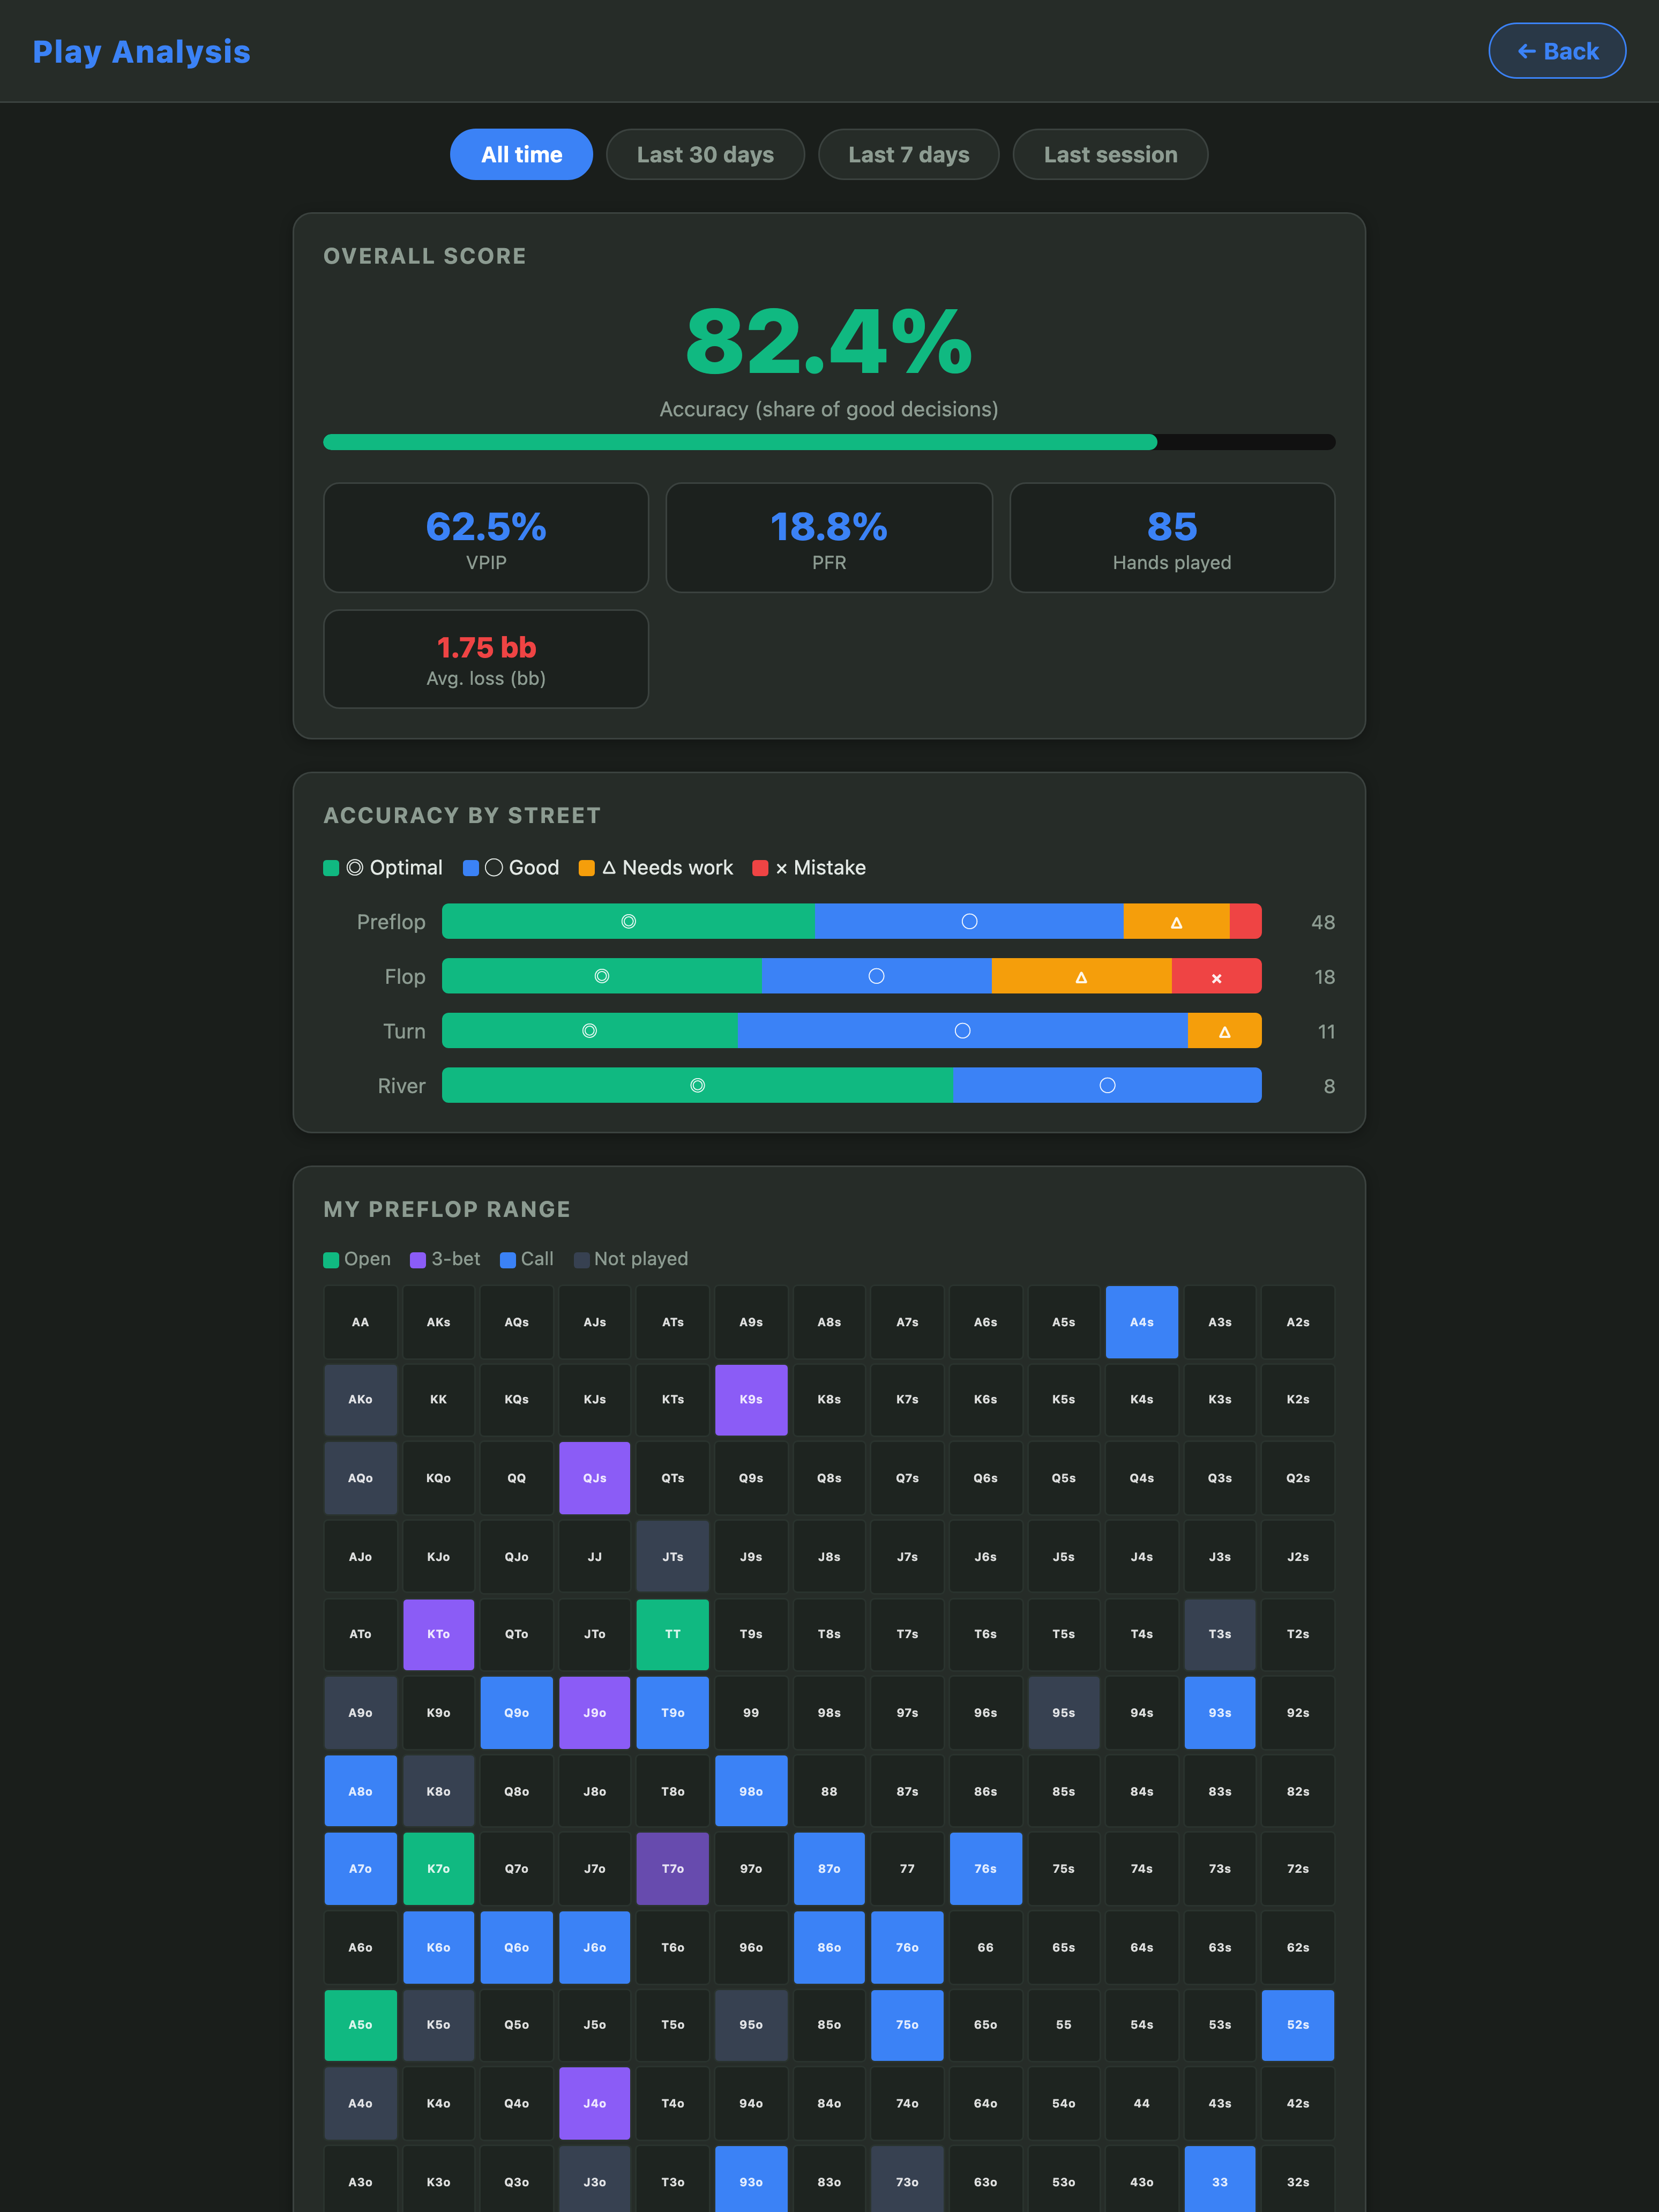 Play Analysis
← Back
All time Last 30 days Last 7 days Last session
OVERALL SCORE
82.4%
Accuracy (share of good decisions)
62.5% 18.8% 85
VPIP PFR Hands played
1.75 bb
Avg. loss (bb)
ACCURACY BY STREET
◎ Optimal ○ Good △ Needs work × Mistake
Preflop ◎ ○ △ 48
Flop ◎ ○ △ × 18
Turn ◎ ○ △ 11
River ◎ ○ 8
MY PREFLOP RANGE
Open 3-bet Call Not played
AA AKs AQs AJs ATs A9s A8s A7s A6s A5s A4s A3s A2s
AKo KK KQs KJs KTs K9s K8s K7s K6s K5s K4s K3s K2s
AQo KQo QQ QJs QTs Q9s Q8s Q7s Q6s Q5s Q4s Q3s Q2s
AJo KJo QJo JJ JTs J9s J8s J7s J6s J5s J4s J3s J2s
ATo KTo QTo JTo TT T9s T8s T7s T6s T5s T4s T3s T2s
A9o K9o Q9o J9o T9o 99 98s 97s 96s 95s 94s 93s 92s
A8o K8o Q8o J8o T8o 98o 88 87s 86s 85s 84s 83s 82s
A7o K7o Q7o J7o T7o 97o 87o 77 76s 75s 74s 73s 72s
A6o K6o Q6o J6o T6o 96o 86o 76o 66 65s 64s 63s 62s
A5o K5o Q5o J5o T5o 95o 85o 75o 65o 55 54s 53s 52s
A4o K4o Q4o J4o T4o 94o 84o 74o 64o 54o 44 43s 42s
A3o K3o Q3o J3o T3o 93o 83o 73o 63o 53o 43o 33 32s